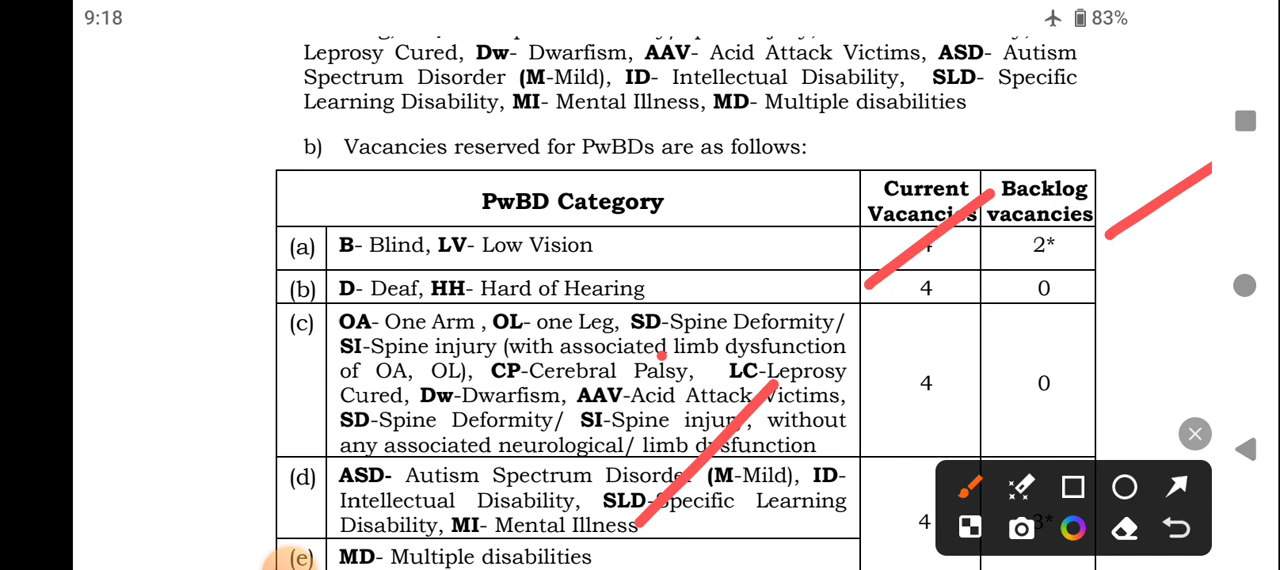 9:18
83%
Leprosy Cured, Dw- Dwarfism, AAV- Acid Attack Victims, ASD- Autism
Spectrum Disorder (M-Mild), ID- Intellectual Disability, SLD- Specific
Learning Disability, MI- Mental Illness, MD- Multiple disabilities
b) Vacancies reserved for PwBDs are as follows:
PwBD Category
Current
Vacancies
Backlog
vacancies
(a) B- Blind, LV- Low Vision 2*
(b) D- Deaf, HH- Hard of Hearing 4 0
(c) OA- One Arm , OL- one Leg, SD-Spine Deformity/
SI-Spine injury (with associated limb dysfunction
of OA, OL), CP-Cerebral Palsy, LC-Leprosy
Cured, Dw-Dwarfism, AAV-Acid Attack Victims,
SD-Spine Deformity/ SI-Spine injury, without
any associated neurological/ limb dysfunction
4 0
(d) ASD- Autism Spectrum Disorder (M-Mild), ID-
Intellectual Disability, SLD-Specific Learning
Disability, MI- Mental Illness
4 3*
(e) MD- Multiple disabilities